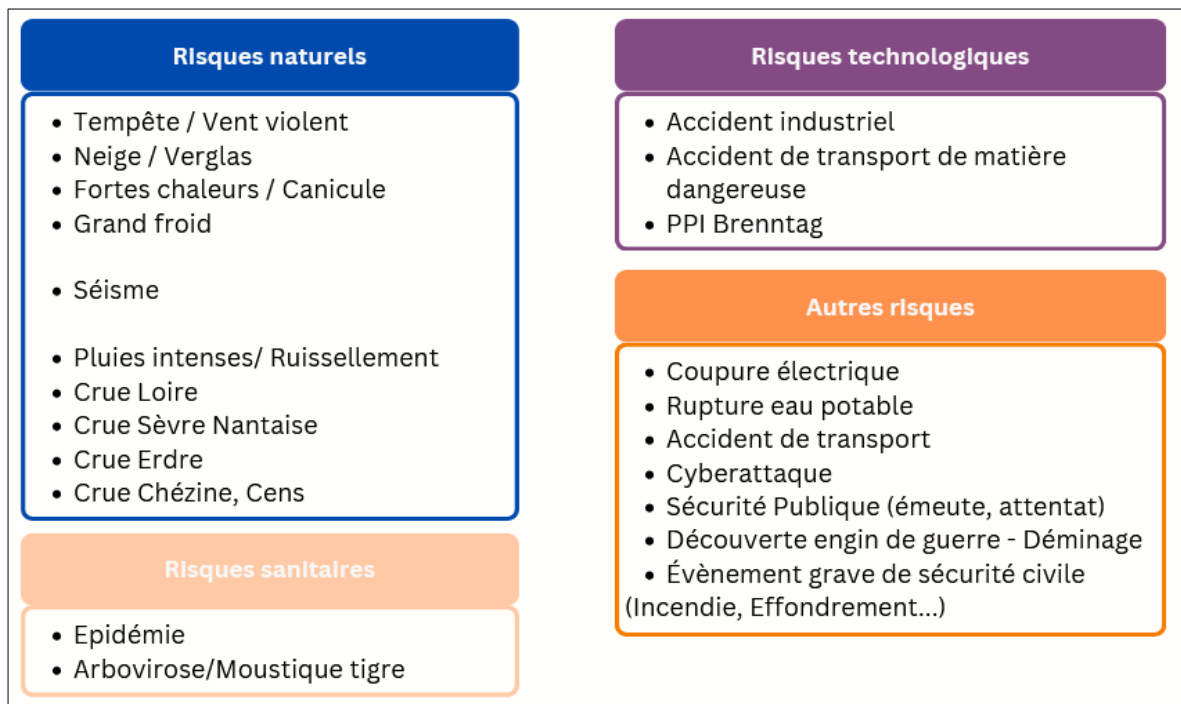 Risques naturels
• Tempête / Vent violent
• Neige / Verglas
• Fortes chaleurs / Canicule
• Grand froid
• Séisme
• Pluies intenses/ Ruissellement
• Crue Loire
• Crue Sèvre Nantaise
• Crue Erdre
• Crue Chézine, Cens
Risques sanitaires
• Epidémie
• Arbovirose/Moustique tigre
Risques technologiques
• Accident industriel
• Accident de transport de matière
dangereuse
• PPI Brenntag
Autres risques
• Coupure électrique
• Rupture eau potable
• Accident de transport
• Cyberattaque
• Sécurité Publique (émeute, attentat)
• Découverte engin de guerre - Déminage
• Évènement grave de sécurité civile
(Incendie, Effondrement...)